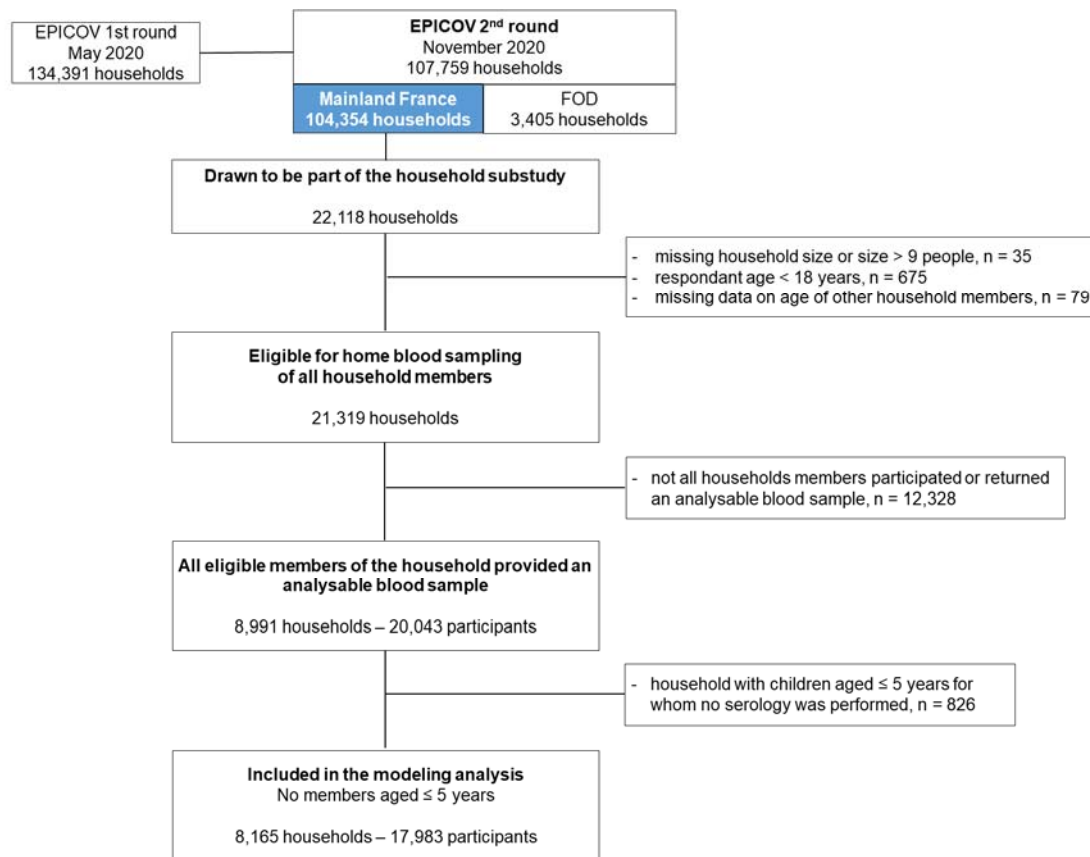 EPICOV 1st round
May 2020
134,391 households
EPICOV 2nd round
November 2020
107,759 households
Mainland France
104,354 households
FOD
3,405 households
Drawn to be part of the household substudy
22,118 households
- missing household size or size > 9 people, n = 35
- respondant age < 18 years, n = 675
- missing data on age of other household members, n = 79
Eligible for home blood sampling
of all household members
21,319 households
- not all households members participated or returned
an analysable blood sample, n = 12,328
All eligible members of the household provided an
analysable blood sample
8,991 households – 20,043 participants
- household with children aged ≤ 5 years for
whom no serology was performed, n = 826
Included in the modeling analysis
No members aged ≤ 5 years
8,165 households – 17,983 participants